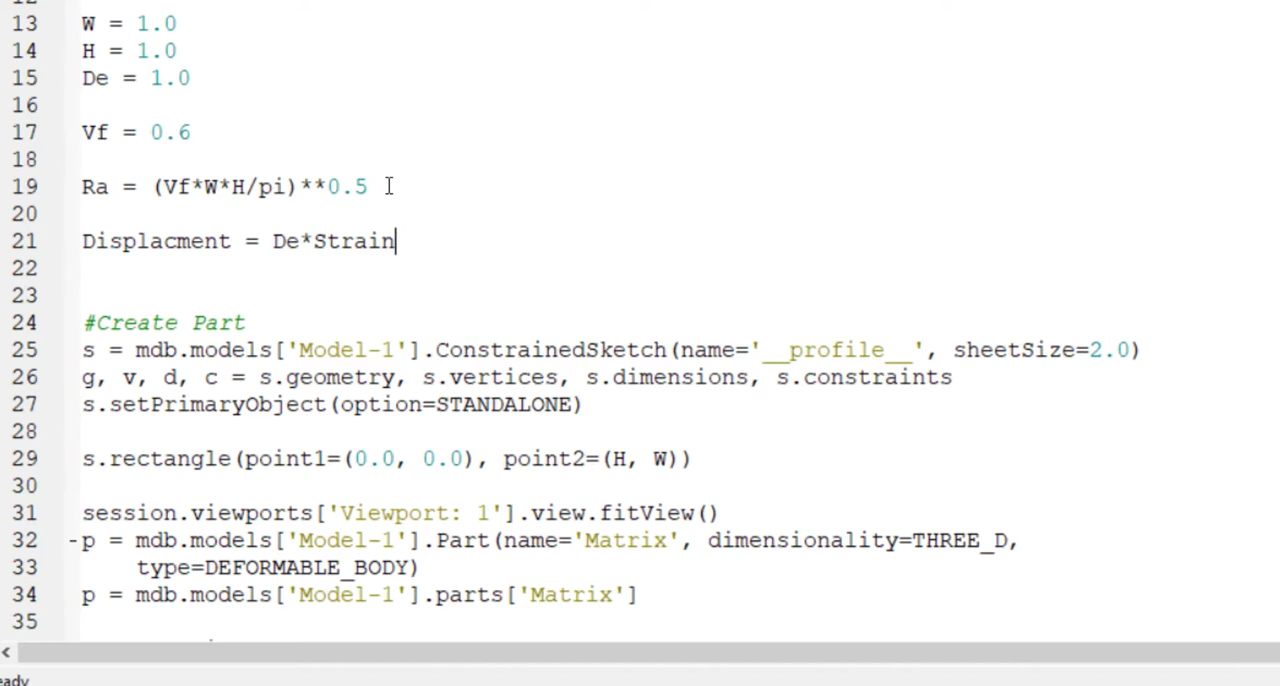 13 W = 1.0
14 H = 1.0
15 De = 1.0
16
17 Vf = 0.6
18
19 Ra = (Vf*W*H/pi)**0.5
20
21 Displacment = De*Strain
22
23
24 #Create Part
25 s = mdb.models['Model-1'].ConstrainedSketch(name='__profile__', sheetSize=2.0)
26 g, v, d, c = s.geometry, s.vertices, s.dimensions, s.constraints
27 s.setPrimaryObject(option=STANDALONE)
28
29 s.rectangle(point1=(0.0, 0.0), point2=(H, W))
30
31 session.viewports['Viewport: 1'].view.fitView()
32 -p = mdb.models['Model-1'].Part(name='Matrix', dimensionality=THREE_D,
33 type=DEFORMABLE_BODY)
34 p = mdb.models['Model-1'].parts['Matrix']
35